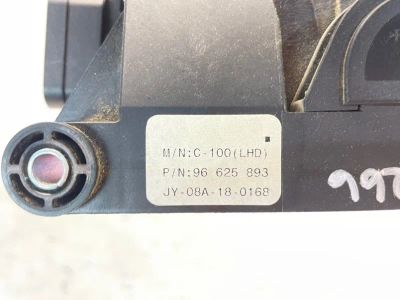 M/N:C-100(LHD)
P/N:96 625 893
JY-08A-18-0168